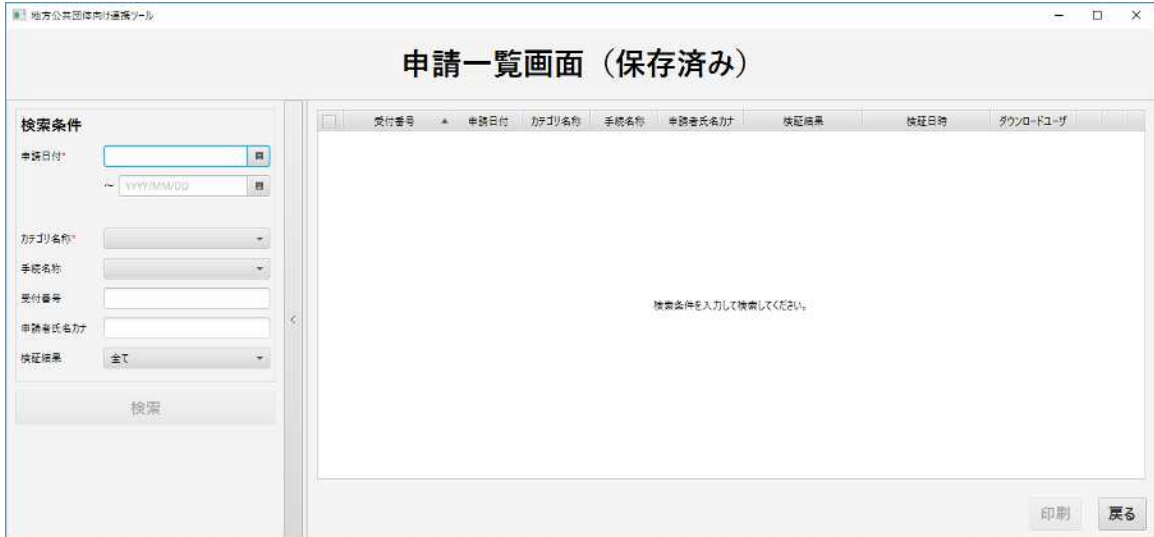 地方公共団体向け連携ツール
申請一覧画面（保存済み）
検索条件
申請日付*
～ YYYY/MM/DD
カテゴリ名称*
手続名称
受付番号
申請者氏名カナ
検証結果 全て
検索
受付番号 ▲ 申請日付 カテゴリ名称 手続名称 申請者氏名カナ 検証結果 検証日時 ダウンロードユーザ
検索条件を入力して検索してください。
印刷 戻る